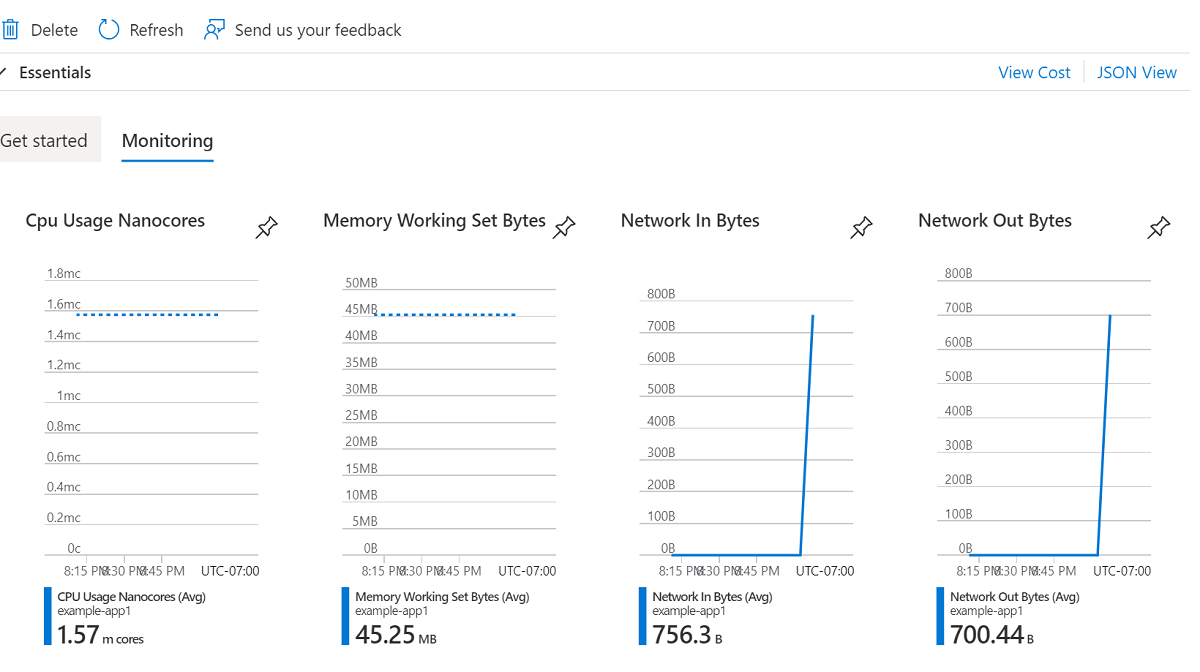 Delete Refresh Send us your feedback
Essentials View Cost JSON View
Get started Monitoring
Cpu Usage Nanocores
1.8mc
1.6mc
1.4mc
1.2mc
1mc
0.8mc
0.6mc
0.4mc
0.2mc
0c
8:15 PM 8:30 PM 8:45 PM UTC-07:00
CPU Usage Nanocores (Avg)
example-app1
1.57 m cores
Memory Working Set Bytes
50MB
45MB
40MB
35MB
30MB
25MB
20MB
15MB
10MB
5MB
0B
8:15 PM 8:30 PM 8:45 PM UTC-07:00
Memory Working Set Bytes (Avg)
example-app1
45.25 MB
Network In Bytes
800B
700B
600B
500B
400B
300B
200B
100B
0B
8:15 PM 8:30 PM 8:45 PM UTC-07:00
Network In Bytes (Avg)
example-app1
756.3 B
Network Out Bytes
800B
700B
600B
500B
400B
300B
200B
100B
0B
8:15 PM 8:30 PM 8:45 PM UTC-07:00
Network Out Bytes (Avg)
example-app1
700.44 B